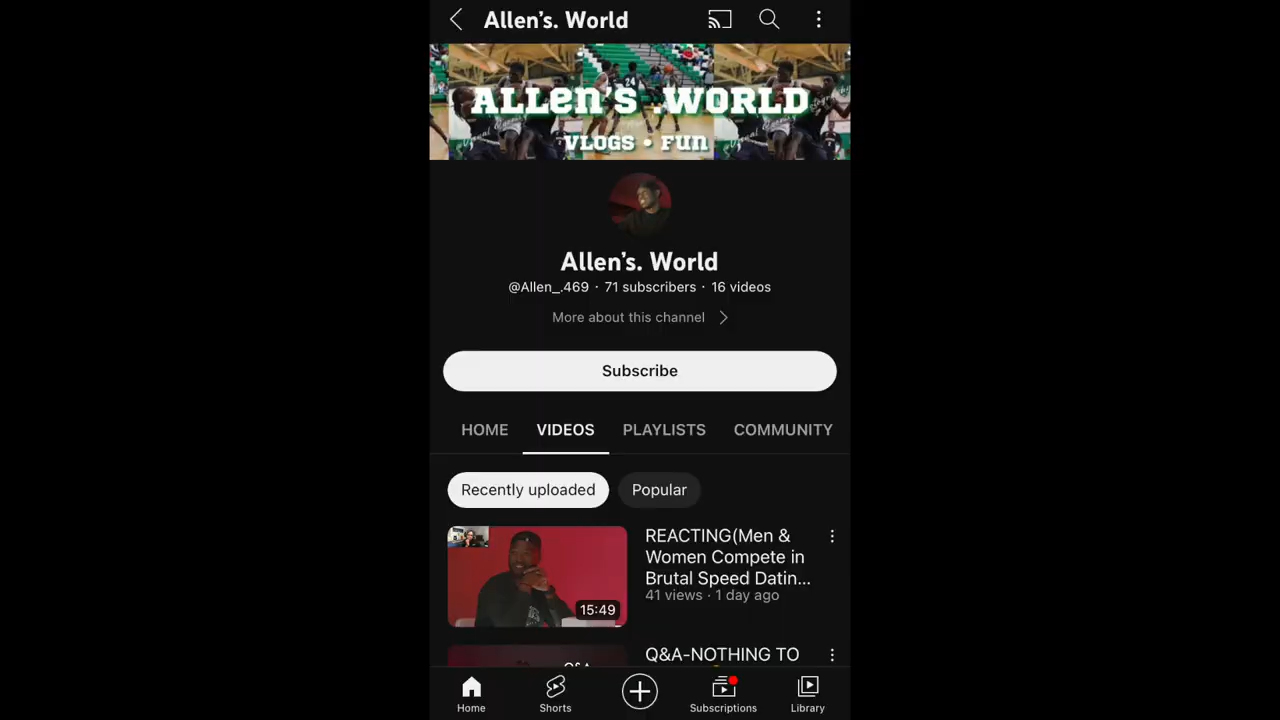 Allen's. World
ALLEN'S .WORLD
VLOGS • FUN
Allen's. World
@Allen_.469 · 71 subscribers · 16 videos
More about this channel
Subscribe
HOME VIDEOS PLAYLISTS COMMUNITY
Recently uploaded Popular
REACTING(Men &
Women Compete in
Brutal Speed Datin...
41 views · 1 day ago
15:49
Q&A-NOTHING TO
Q&A
Home Shorts Subscriptions Library